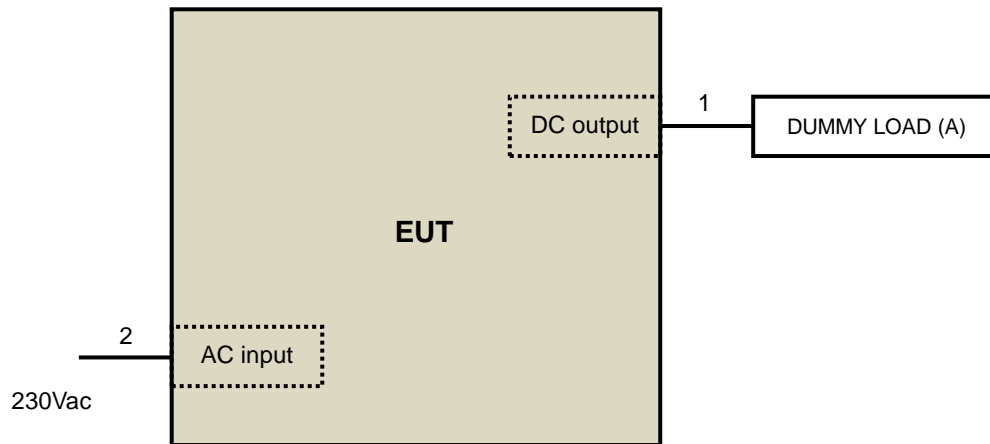 1
DC output
DUMMY LOAD (A)
EUT
2
AC input
230Vac